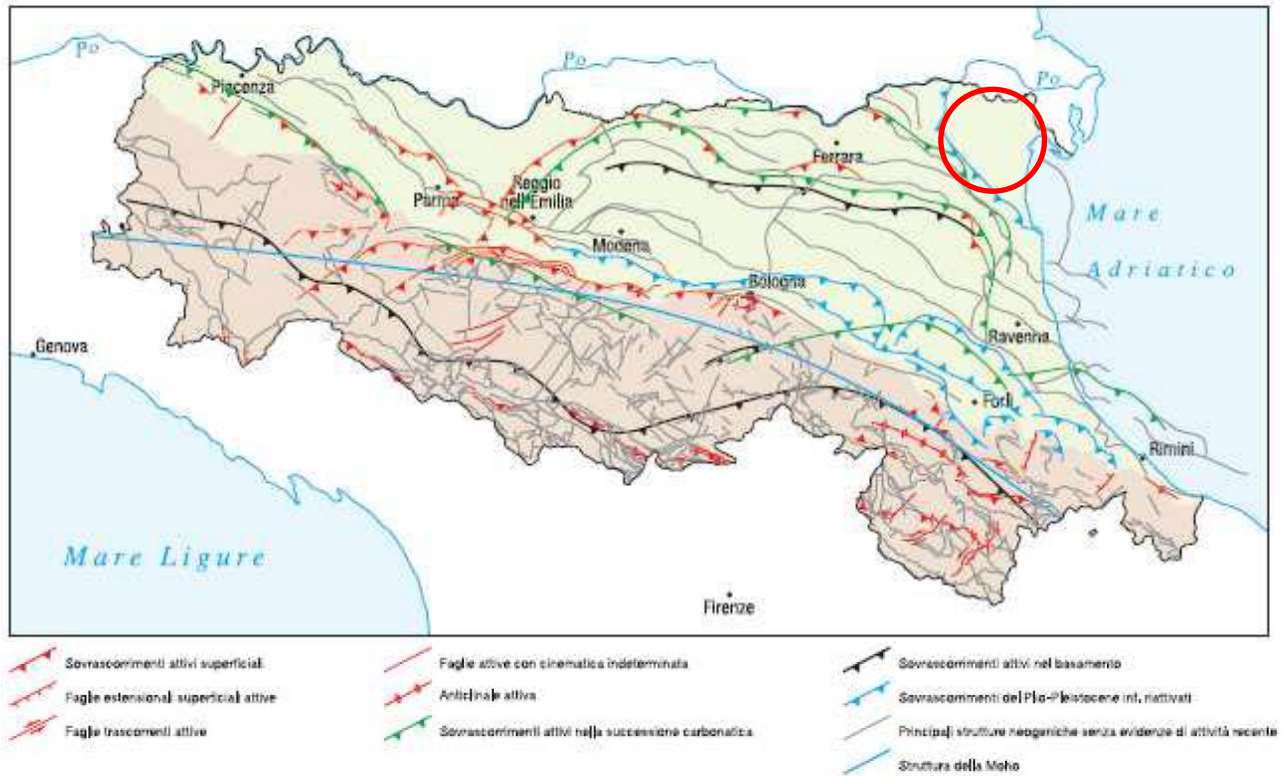 Po
Po
Po
Piacenza
Ferrara
Parma
Reggio
nell'Emilia
Modena
Mare
Adriatico
Bologna
Ravenna
Genova
Forlì
Rimini
Mare Ligure
Firenze
Sovrascorrimenti attivi superficiali
Faglie estensionali superficiali attive
Faglie trascorrenti attive
Faglie attive con cinematica indeterminata
Anticlinale attiva
Sovrascorrimenti attivi nella successione carbonatica
Sovrascorrimenti attivi nel basamento
Sovrascorrimenti del Plio-Pleistocene inf. riattivati
Principali strutture neogeniche senza evidenze di attività recente
Struttura della Moho